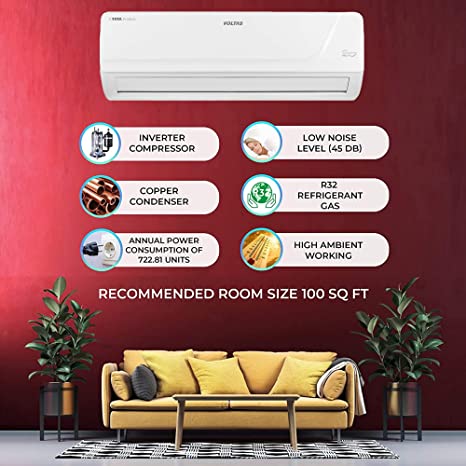 VOLTAS
INVERTER
COMPRESSOR
LOW NOISE
LEVEL (45 DB)
COPPER
CONDENSER
R32
REFRIGERANT
GAS
R32
ANNUAL POWER
CONSUMPTION OF
722.81 UNITS
HIGH AMBIENT
WORKING
RECOMMENDED ROOM SIZE 100 SQ FT